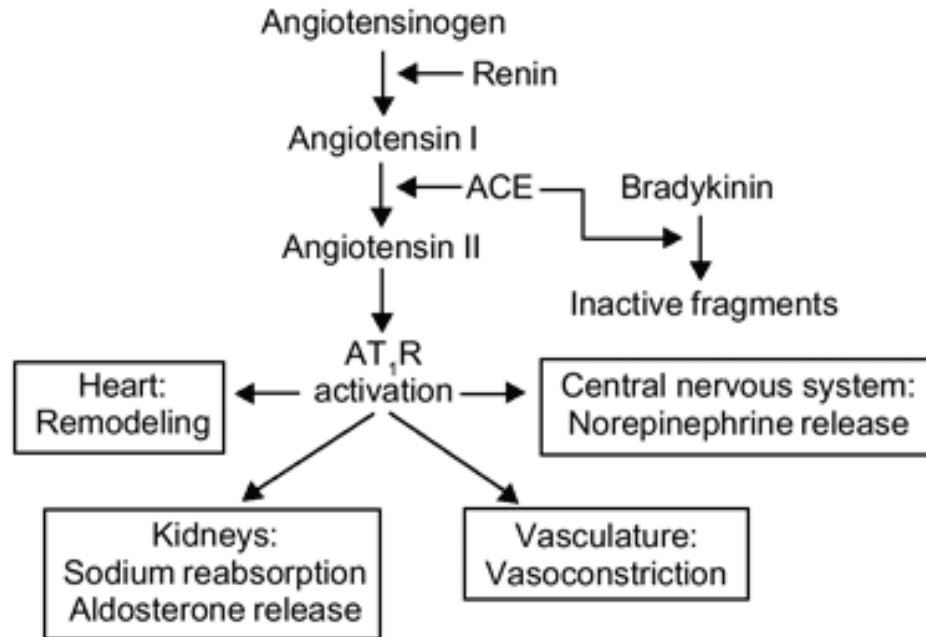 Angiotensinogen
Renin
Angiotensin I
ACE
Bradykinin
Angiotensin II
Inactive fragments
AT₁R
activation
Heart:
Remodeling
Central nervous system:
Norepinephrine release
Kidneys:
Sodium reabsorption
Aldosterone release
Vasculature:
Vasoconstriction